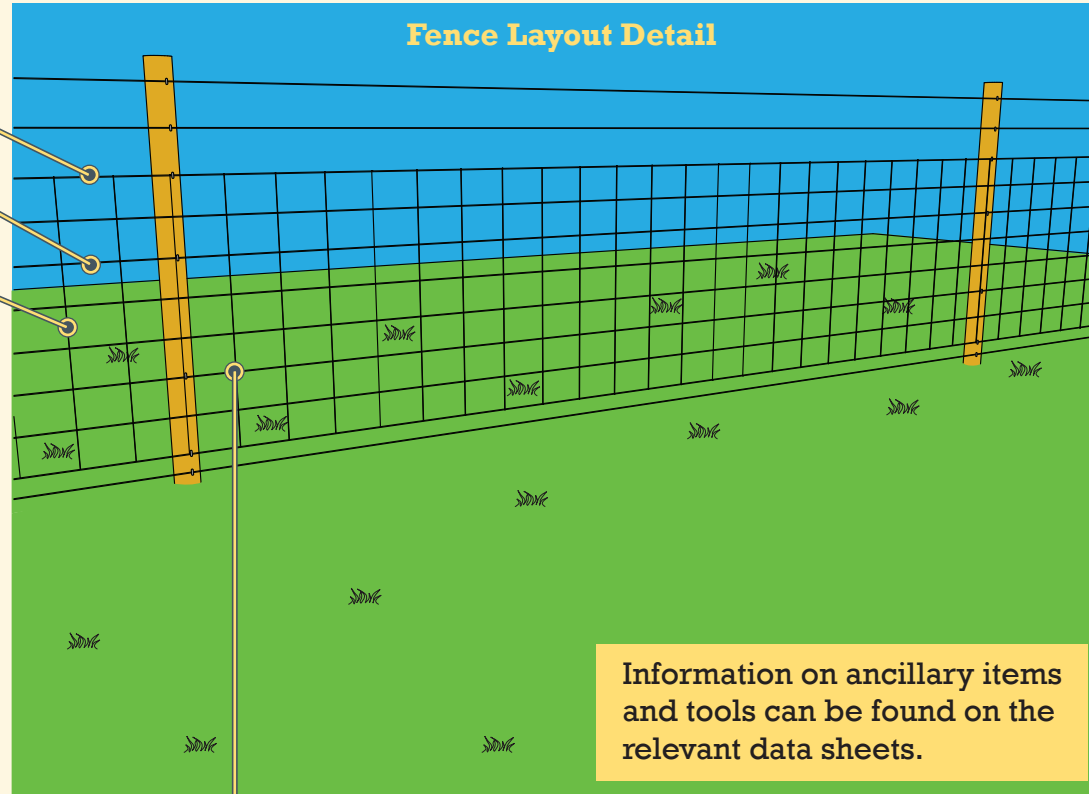 Fence Layout Detail
Information on ancillary items
and tools can be found on the
relevant data sheets.